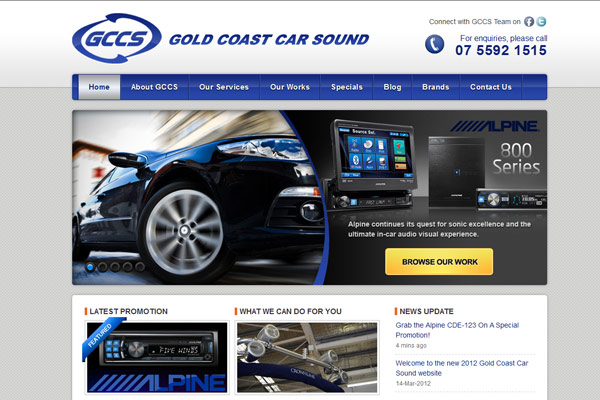 Connect with GCCS Team on
GCCS
GOLD COAST CAR SOUND
For enquiries, please call
07 5592 1515
Home
About GCCS
Our Services
Our Works
Specials
Blog
Brands
Contact Us
ALPINE
800
Series
Source Sel.
Alpine continues its quest for sonic excellence and the
ultimate in-car audio visual experience.
BROWSE OUR WORK
LATEST PROMOTION
FEATURED
FIRE WINDS
ALPINE
WHAT WE CAN DO FOR YOU
NEWS UPDATE
Grab the Alpine CDE-123 On A Special
Promotion!
4 mins ago
Welcome to the new 2012 Gold Coast Car
Sound website
14-Mar-2012